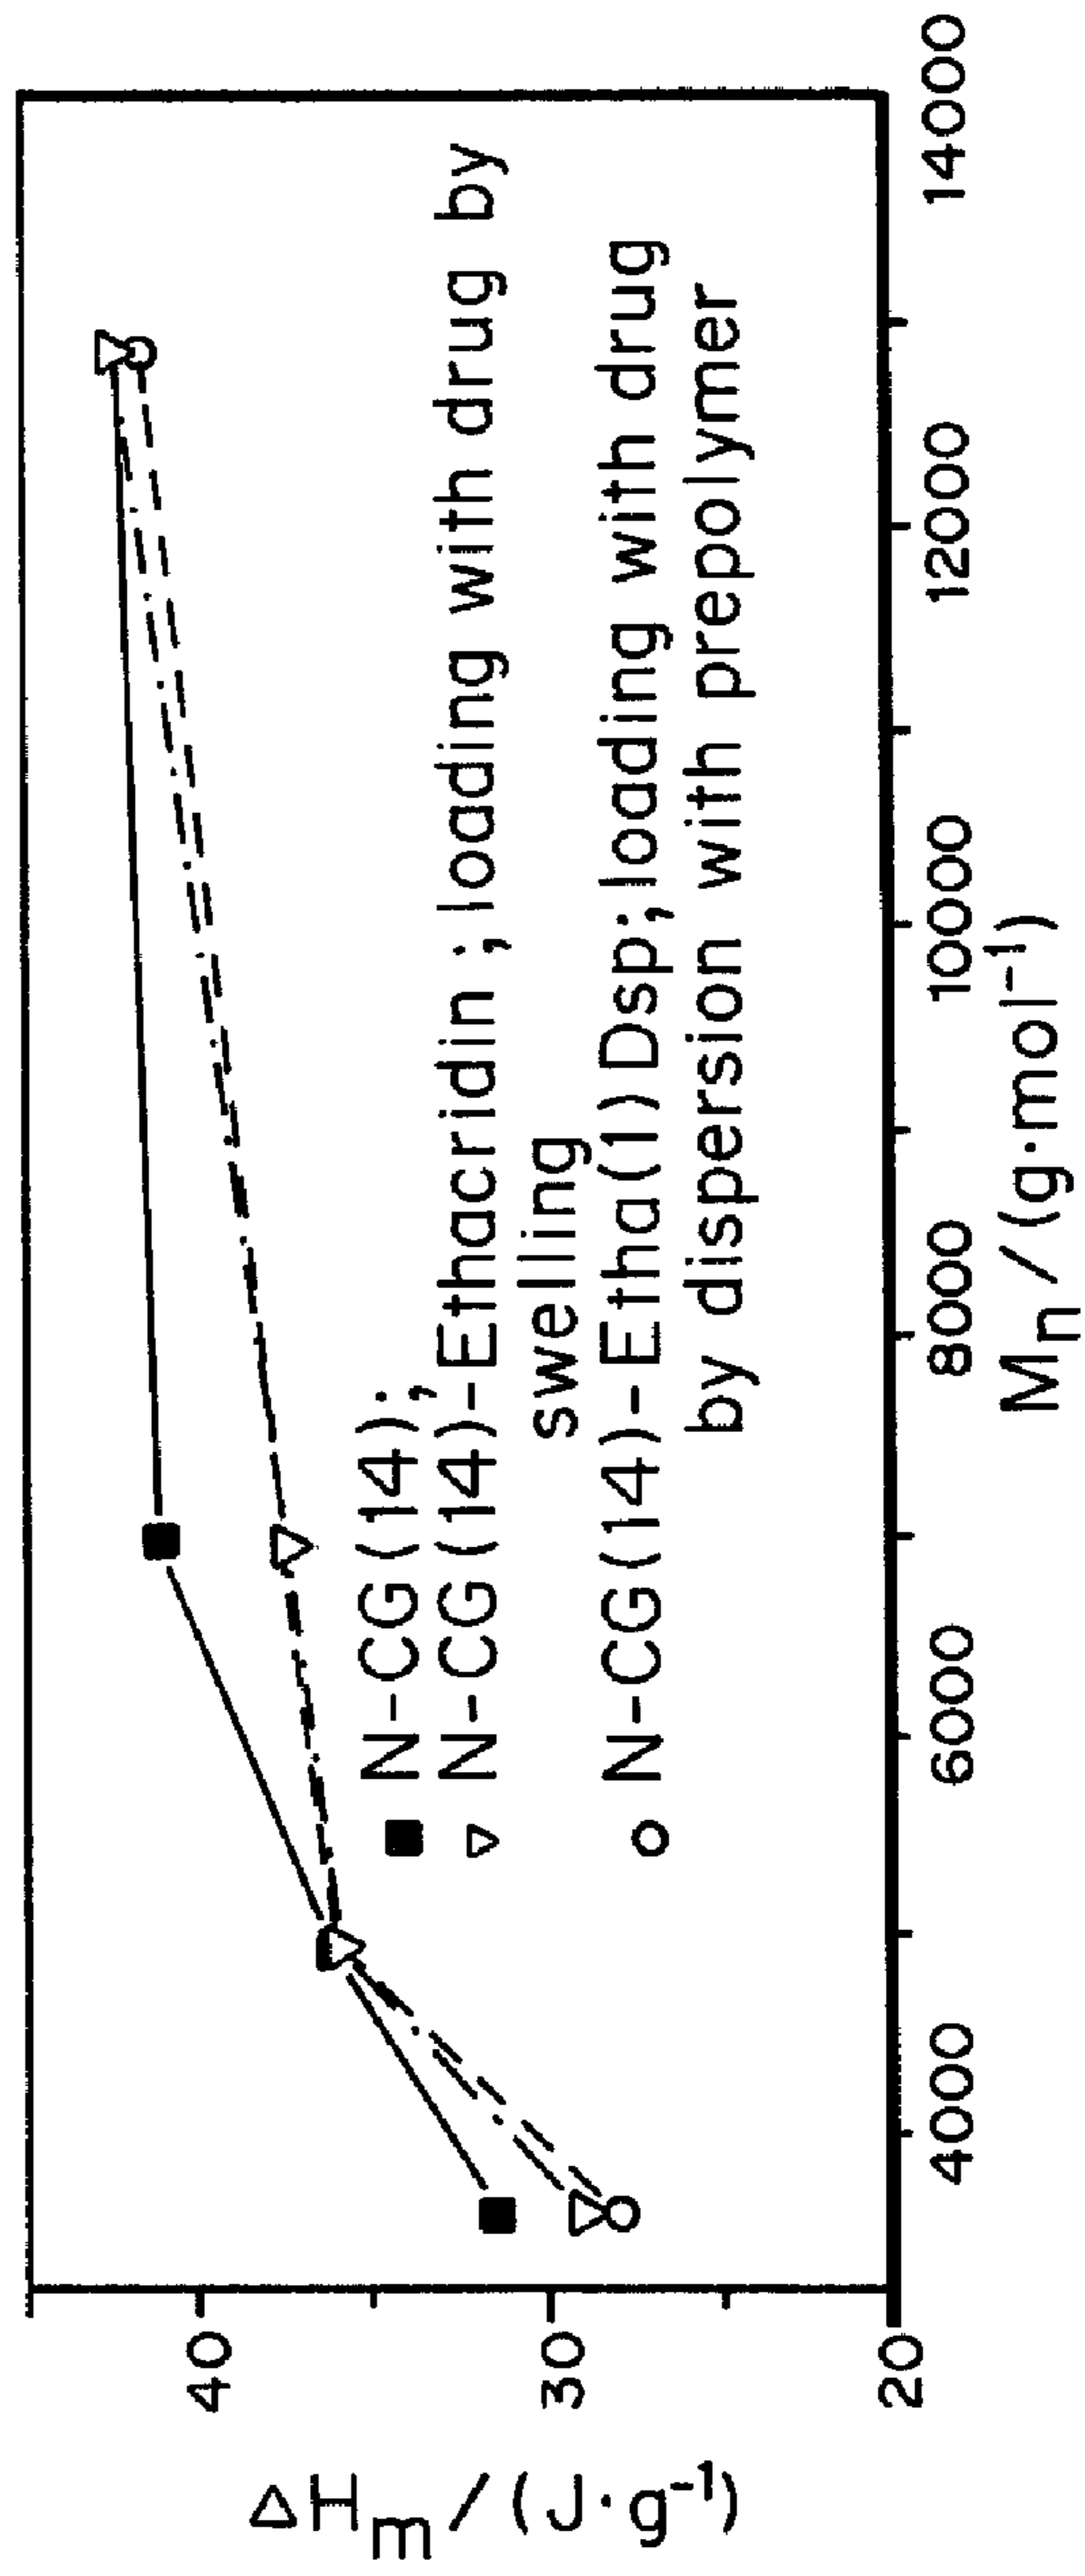 ΔHm/(J·g⁻¹)
40
30
20
■ N-CG(14);
▽ N-CG(14)-Ethacridin; loading with drug by
swelling
○ N-CG(14)-Etha(1)Dsp; loading with drug
by dispersion with prepolymer
4000 6000 8000 10000 12000 14000
Mn/(g·mol⁻¹)